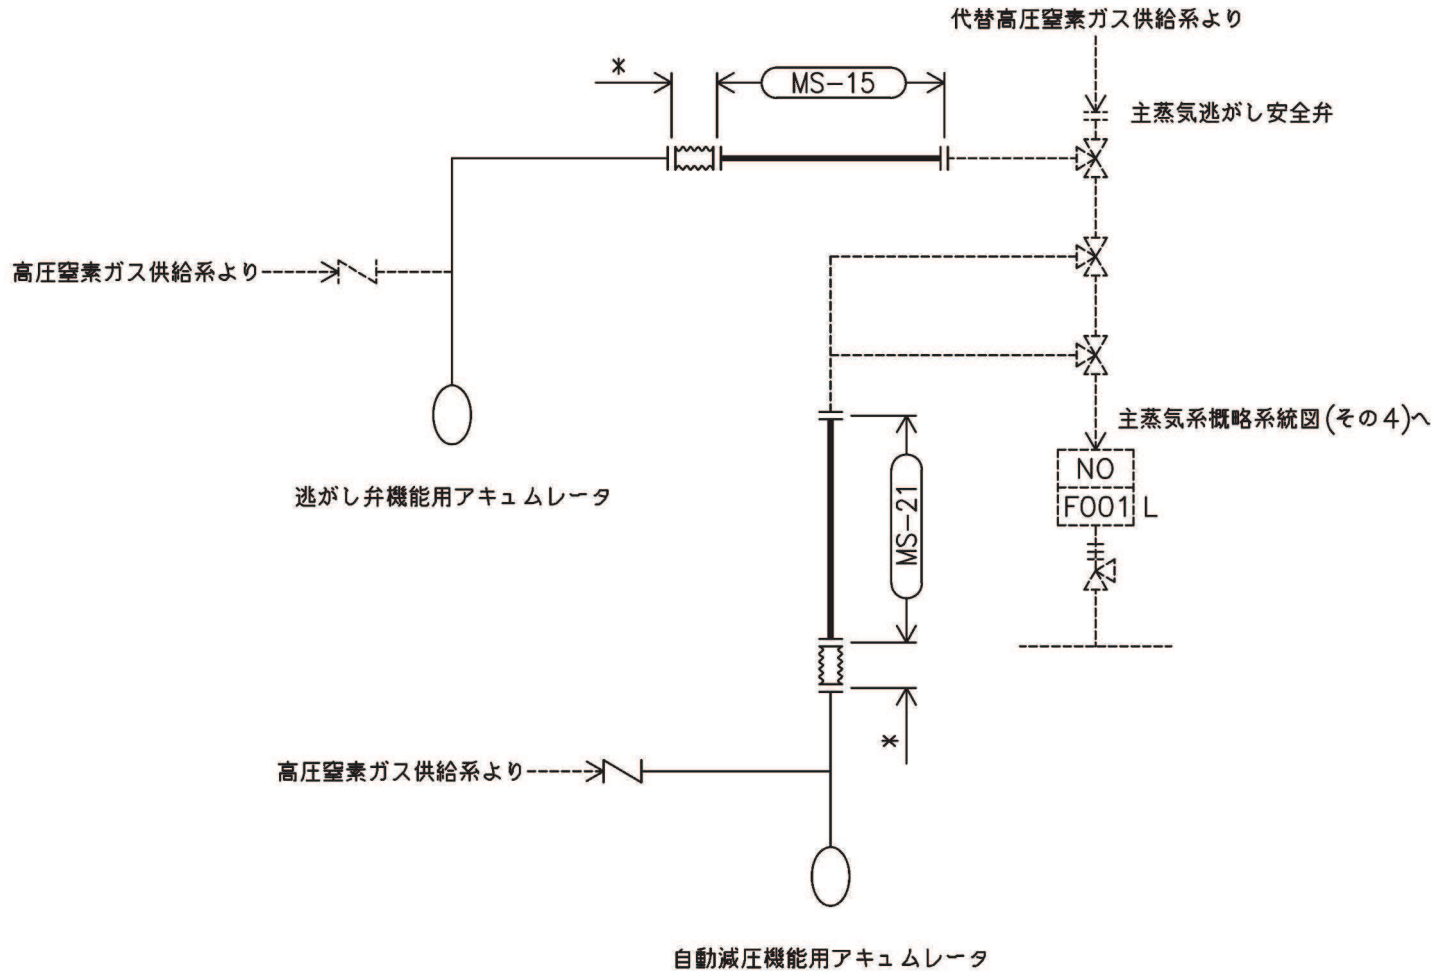 代替高圧窒素ガス供給系より
*
MS-15
主蒸気逃がし安全弁
高圧窒素ガス供給系より
主蒸気系概略系統図(その4)へ
NO
F001 L
逃がし弁機能用アキュムレータ
MS-21
*
高圧窒素ガス供給系より
自動減圧機能用アキュムレータ